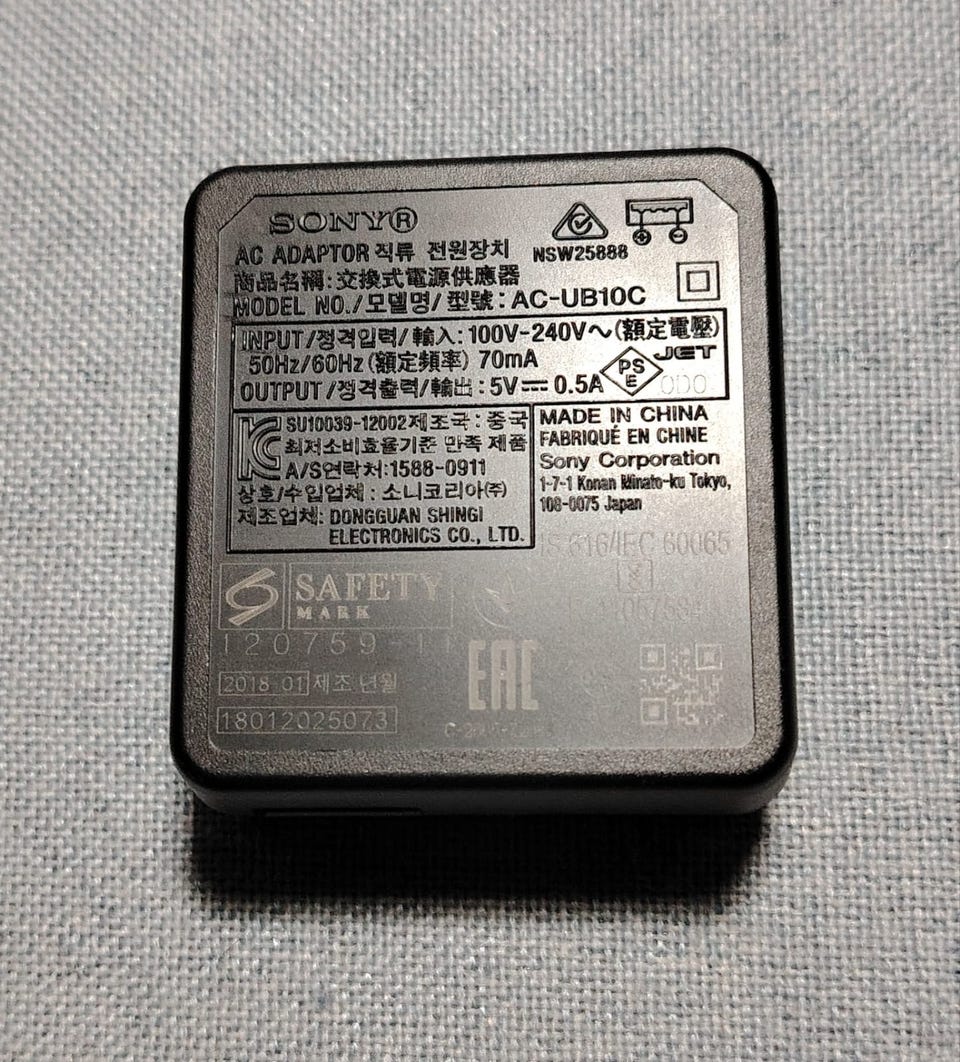 SONY®
AC ADAPTOR 직류 전원장치
NSW25888
商品名稱:交換式電源供應器
MODEL NO./모델명/型號:AC-UB10C
INPUT/정격입력/輸入:100V-240V~(額定電壓)
50Hz/60Hz(額定頻率) 70mA
OUTPUT/정격출력/輸出:5V⎓ 0.5A
PS
E
JET
SU10039-12002제조국:중국
최저소비효율기준 만족 제품
A/S연락처:1588-0911
상호/수입업체:소니코리아㈜
제조업체: DONGGUAN SHINGI
ELECTRONICS CO., LTD.
MADE IN CHINA
FABRIQUÉ EN CHINE
Sony Corporation
1-7-1 Konan Minato-ku Tokyo,
108-0075 Japan
IS 616/IEC 60065
SAFETY
MARK
120759-11
2018 01 제조년월
18012025073
EAC